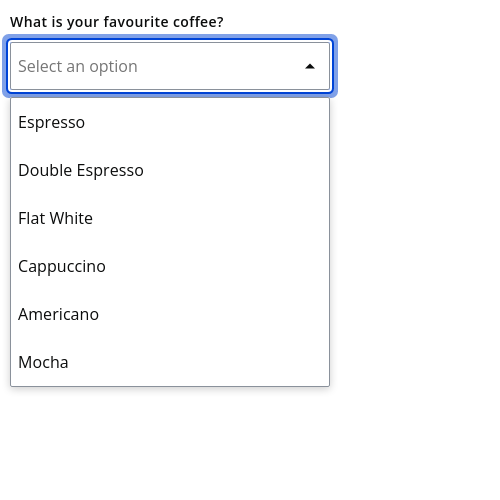 What is your favourite coffee?
Select an option
Espresso
Double Espresso
Flat White
Cappuccino
Americano
Mocha